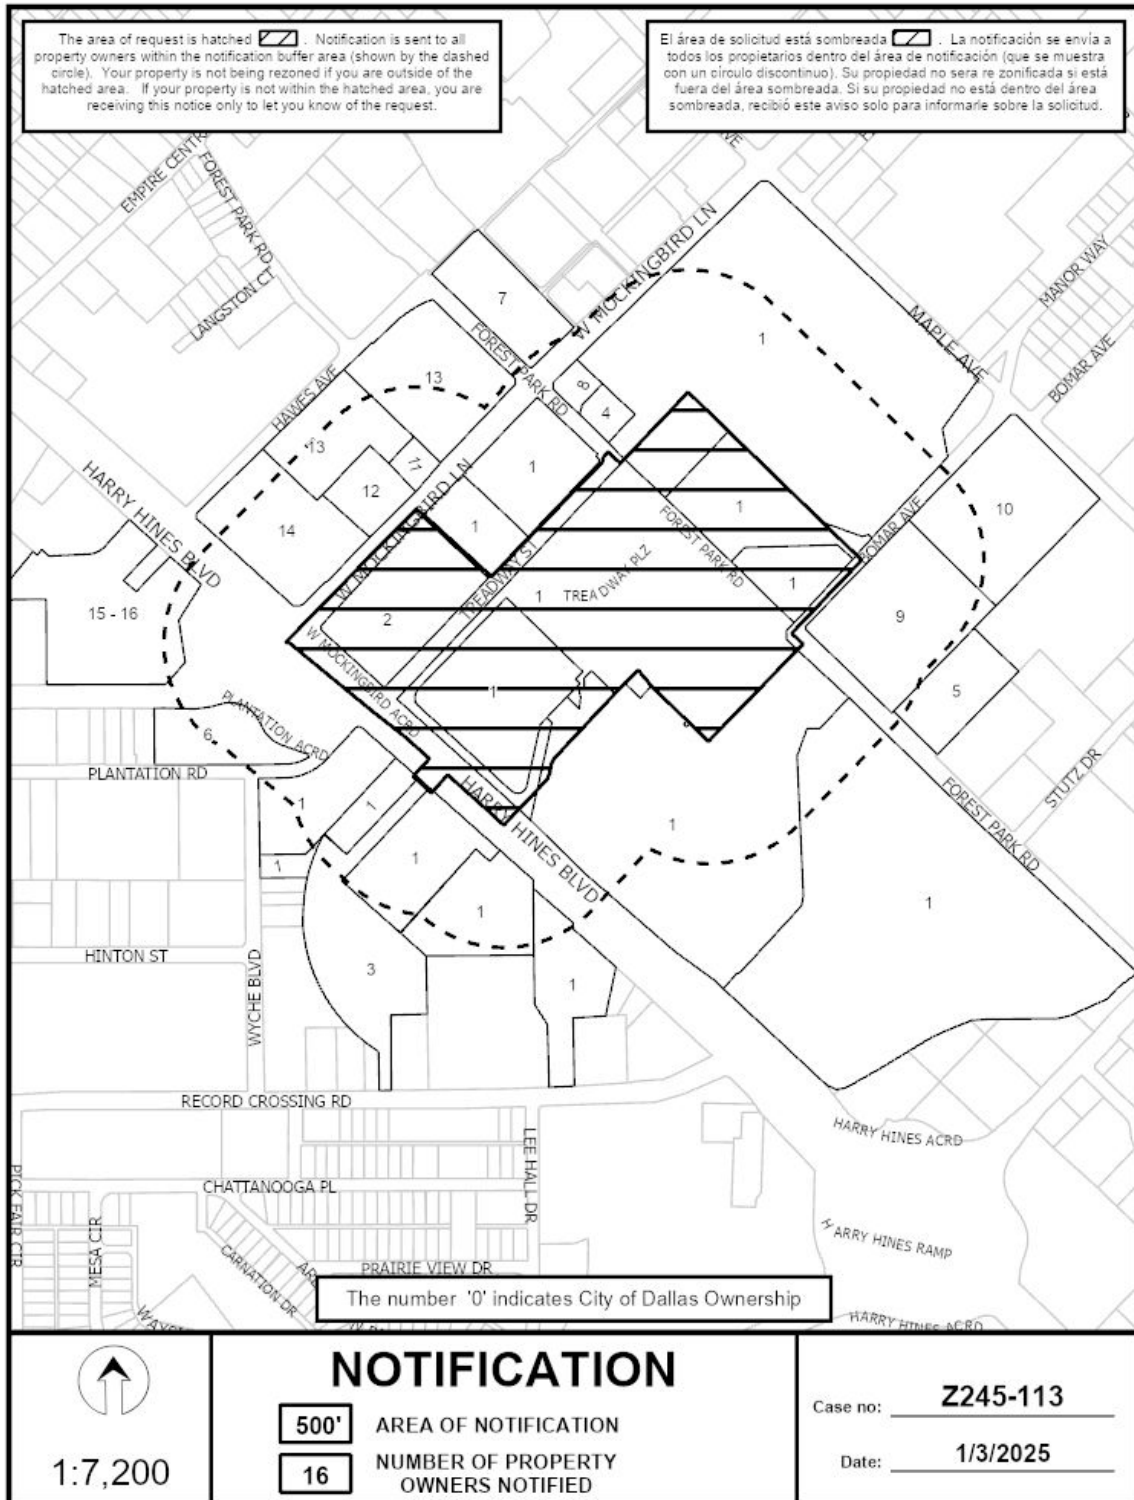 The area of request is hatched . Notification is sent to all
property owners within the notification buffer area (shown by the dashed
circle). Your property is not being rezoned if you are outside of the
hatched area. If your property is not within the hatched area, you are
receiving this notice only to let you know of the request.
El área de solicitud está sombreada . La notificación se envía a
todos los propietarios dentro del área de notificación (que se muestra
con un círculo discontinuo). Su propiedad no sera re zonificada si está
fuera del área sombreada. Si su propiedad no está dentro del área
sombreada, recibió este aviso solo para informarle sobre la solicitud.
AVE
EMPIRE CENTR
FOREST PARK RD
LANGSTON CT
W MOCKINGBIRD LN
MANOR WAY
MAPLE AVE
BOMAR AVE
7
1
FOREST PARK RD
13
8
4
HAWES AVE
13
11
1
12
HARRY HINES BLVD
W MOCKINGBIRD LN
14
1
1
FOREST PARK RD
BOMAR AVE
10
TREADWAY ST
TREADWAY PLZ
1
1
15 - 16
2
9
W MOCKINGBIRD ACRD
1
5
PLANTATION ACRD
6
PLANTATION RD
STUTZ DR
1
1
HARRY HINES BLVD
FOREST PARK RD
1
1
1
1
1
HINTON ST
WYCHE BLVD
3
1
RECORD CROSSING RD
HARRY HINES ACRD
LEE HALL DR
PICK FAIR CIR
CHATTANOOGA PL
MESA CIR
HARRY HINES RAMP
CARNATION DR
PRAIRIE VIEW DR
The number '0' indicates City of Dallas Ownership
HARRY HINES ACRD
NOTIFICATION
500' AREA OF NOTIFICATION
16 NUMBER OF PROPERTY
OWNERS NOTIFIED
1:7,200
Case no: Z245-113
Date: 1/3/2025